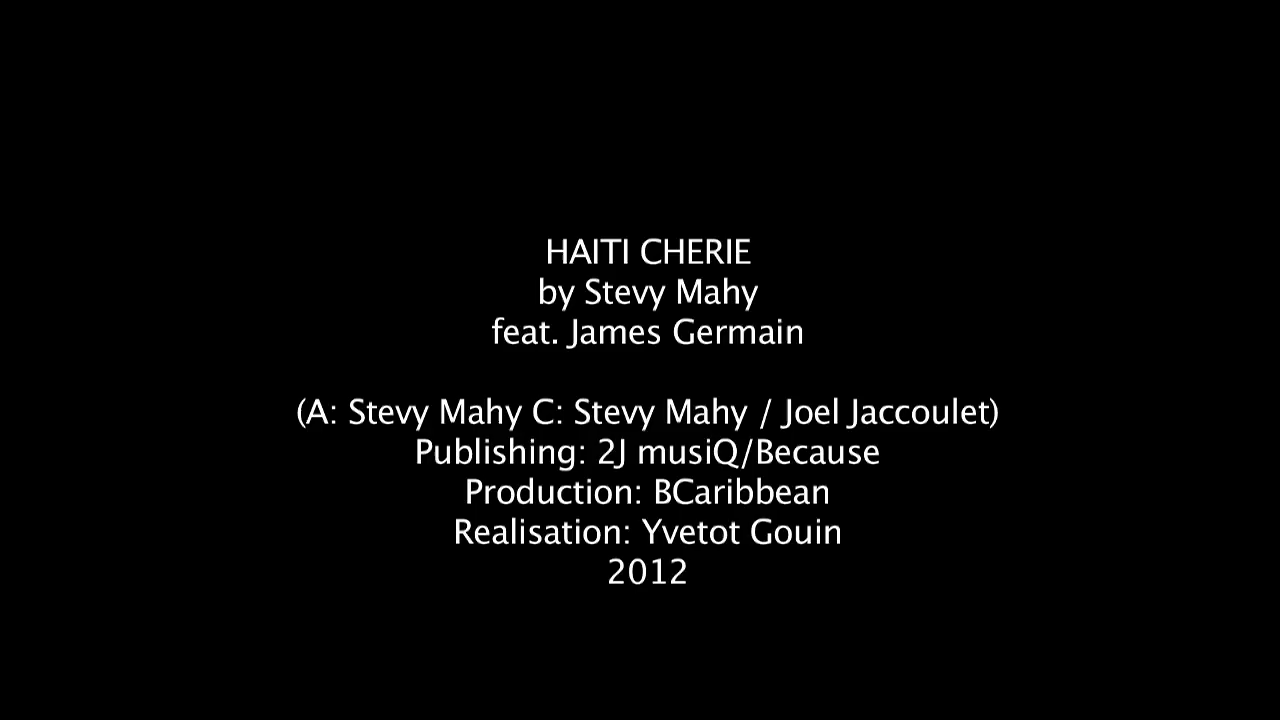 HAITI CHERIE
by Stevy Mahy
feat. James Germain
(A: Stevy Mahy C: Stevy Mahy / Joel Jaccoulet)
Publishing: 2J musiQ/Because
Production: BCaribbean
Realisation: Yvetot Gouin
2012